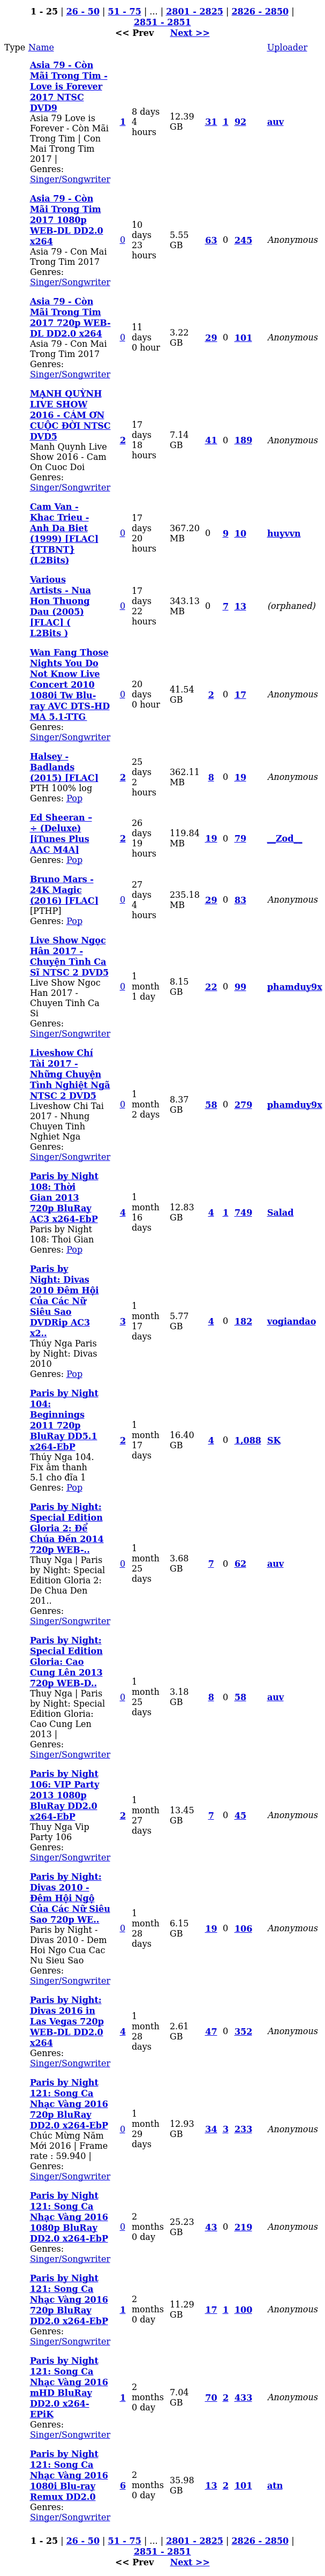 1 - 25 | 26 - 50 | 51 - 75 | ... | 2801 - 2825 | 2826 - 2850 |
2851 - 2851
<< Prev Next >>
Type Name Uploader
Asia 79 - Còn
Mãi Trong Tim -
Love is Forever
2017 NTSC
DVD9
Asia 79 Love is
Forever - Còn Mãi
Trong Tim | Con
Mai Trong Tim
2017 |
Genres:
Singer/Songwriter
1
8 days
4
hours
12.39
GB
31 1 92 auv
Asia 79 - Còn
Mãi Trong Tim
2017 1080p
WEB-DL DD2.0
x264
Asia 79 - Con Mai
Trong Tim 2017
Genres:
Singer/Songwriter
0
10
days
23
hours
5.55
GB
63 0 245 Anonymous
Asia 79 - Còn
Mãi Trong Tim
2017 720p WEB-
DL DD2.0 x264
Asia 79 - Con Mai
Trong Tim 2017
Genres:
Singer/Songwriter
0
11
days
0 hour
3.22
GB
29 0 101 Anonymous
MẠNH QUỲNH
LIVE SHOW
2016 - CÁM ƠN
CUỘC ĐỜI NTSC
DVD5
Manh Quynh Live
Show 2016 - Cam
On Cuoc Doi
Genres:
Singer/Songwriter
2
17
days
18
hours
7.14
GB
41 0 189 Anonymous
Cam Van -
Khac Trieu -
Anh Da Biet
(1999) [FLAC]
{TTBNT}
(L2Bits)
0
17
days
20
hours
367.20
MB
0 9 10 huyvvn
Various
Artists - Nua
Hon Thuong
Dau (2005)
[FLAC] (
L2Bits )
0
17
days
22
hours
343.13
MB
0 7 13 (orphaned)
Wan Fang Those
Nights You Do
Not Know Live
Concert 2010
1080i Tw Blu-
ray AVC DTS-HD
MA 5.1-TTG
Genres:
Singer/Songwriter
0
20
days
0 hour
41.54
GB
2 0 17 Anonymous
Halsey -
Badlands
(2015) [FLAC]
PTH 100% log
Genres: Pop
2
25
days
2
hours
362.11
MB
8 0 19 Anonymous
Ed Sheeran –
÷ (Deluxe)
[iTunes Plus
AAC M4A]
Genres: Pop
2
26
days
19
hours
119.84
MB
19 0 79 __Zod__
Bruno Mars -
24K Magic
(2016) [FLAC]
[PTHP]
Genres: Pop
0
27
days
4
hours
235.18
MB
29 0 83 Anonymous
Live Show Ngọc
Hân 2017 -
Chuyện Tình Ca
Sĩ NTSC 2 DVD5
Live Show Ngoc
Han 2017 -
Chuyen Tinh Ca
Si
Genres:
Singer/Songwriter
0
1
month
1 day
8.15
GB
22 0 99 phamduy9x
Liveshow Chí
Tài 2017 -
Những Chuyện
Tình Nghiệt Ngã
NTSC 2 DVD5
Liveshow Chi Tai
2017 - Nhung
Chuyen Tinh
Nghiet Nga
Genres:
Singer/Songwriter
0
1
month
2 days
8.37
GB
58 0 279 phamduy9x
Paris by Night
108: Thời
Gian 2013
720p BluRay
AC3 x264-EbP
Paris by Night
108: Thoi Gian
Genres: Pop
4
1
month
16
days
12.83
GB
4 1 749 Salad
Paris by
Night: Divas
2010 Đêm Hội
Của Các Nữ
Siêu Sao
DVDRip AC3
x2..
Thúy Nga Paris
by Night: Divas
2010
Genres: Pop
3
1
month
17
days
5.77
GB
4 0 182 vogiandao
Paris by Night
104:
Beginnings
2011 720p
BluRay DD5.1
x264-EbP
Thúy Nga 104.
Fix âm thanh
5.1 cho đĩa 1
Genres: Pop
2
1
month
17
days
16.40
GB
4 0 1,088 SK
Paris by Night:
Special Edition
Gloria 2: Để
Chúa Đến 2014
720p WEB-..
Thuy Nga | Paris
by Night: Special
Edition Gloria 2:
De Chua Den
201..
Genres:
Singer/Songwriter
0
1
month
25
days
3.68
GB
7 0 62 auv
Paris by Night:
Special Edition
Gloria: Cao
Cung Lên 2013
720p WEB-D..
Thuy Nga | Paris
by Night: Special
Edition Gloria:
Cao Cung Len
2013 |
Genres:
Singer/Songwriter
0
1
month
25
days
3.18
GB
8 0 58 auv
Paris by Night
106: VIP Party
2013 1080p
BluRay DD2.0
x264-EbP
Thuy Nga Vip
Party 106
Genres:
Singer/Songwriter
2
1
month
27
days
13.45
GB
7 0 45 Anonymous
Paris by Night:
Divas 2010 -
Đêm Hội Ngộ
Của Các Nữ Siêu
Sao 720p WE..
Paris by Night -
Divas 2010 - Dem
Hoi Ngo Cua Cac
Nu Sieu Sao
Genres:
Singer/Songwriter
0
1
month
28
days
6.15
GB
19 0 106 Anonymous
Paris by Night:
Divas 2016 in
Las Vegas 720p
WEB-DL DD2.0
x264
Genres:
Singer/Songwriter
4
1
month
28
days
2.61
GB
47 0 352 Anonymous
Paris by Night
121: Song Ca
Nhạc Vàng 2016
720p BluRay
DD2.0 x264-EbP
Chúc Mừng Năm
Mới 2016 | Frame
rate : 59.940 |
Genres:
Singer/Songwriter
0
1
month
29
days
12.93
GB
34 3 233 Anonymous
Paris by Night
121: Song Ca
Nhạc Vàng 2016
1080p BluRay
DD2.0 x264-EbP
Genres:
Singer/Songwriter
0
2
months
0 day
25.23
GB
43 0 219 Anonymous
Paris by Night
121: Song Ca
Nhạc Vàng 2016
720p BluRay
DD2.0 x264-EbP
Genres:
Singer/Songwriter
1
2
months
0 day
11.29
GB
17 1 100 Anonymous
Paris by Night
121: Song Ca
Nhạc Vàng 2016
mHD BluRay
DD2.0 x264-
EPiK
Genres:
Singer/Songwriter
1
2
months
0 day
7.04
GB
70 2 433 Anonymous
Paris by Night
121: Song Ca
Nhạc Vàng 2016
1080i Blu-ray
Remux DD2.0
Genres:
Singer/Songwriter
6
2
months
0 day
35.98
GB
13 2 101 atn
1 - 25 | 26 - 50 | 51 - 75 | ... | 2801 - 2825 | 2826 - 2850 |
2851 - 2851
<< Prev Next >>